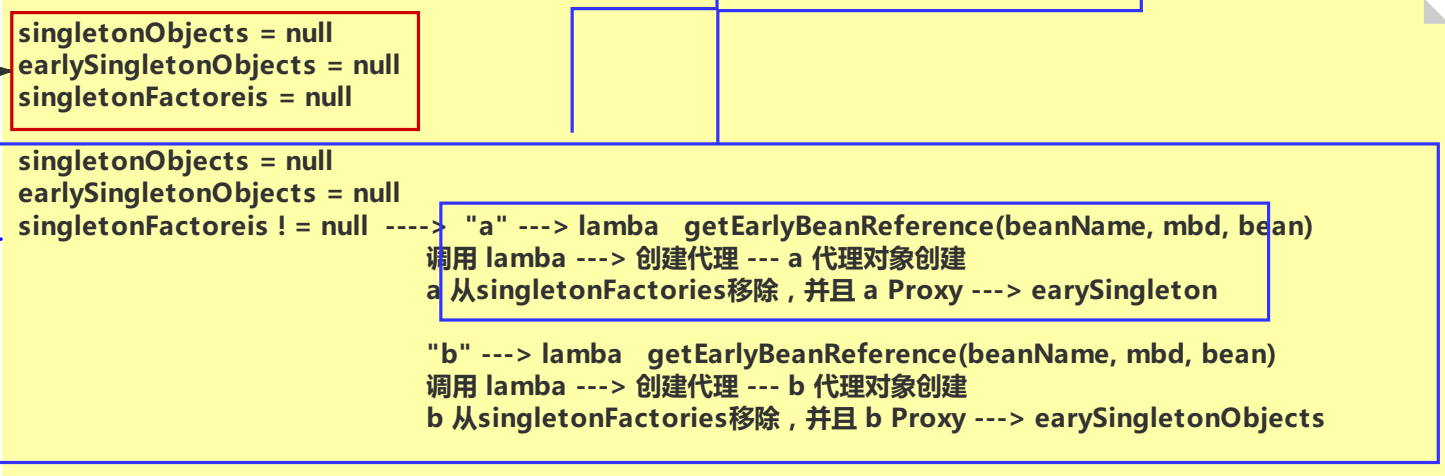 singletonObjects = null
earlySingletonObjects = null
singletonFactoreis = null
singletonObjects = null
earlySingletonObjects = null
singletonFactoreis ! = null ----> "a" ---> lamba getEarlyBeanReference(beanName, mbd, bean)
调用 lamba ---> 创建代理 --- a 代理对象创建
a 从singletonFactories移除，并且 a Proxy ---> earySingleton
"b" ---> lamba getEarlyBeanReference(beanName, mbd, bean)
调用 lamba ---> 创建代理 --- b 代理对象创建
b 从singletonFactories移除，并且 b Proxy ---> earySingletonObjects